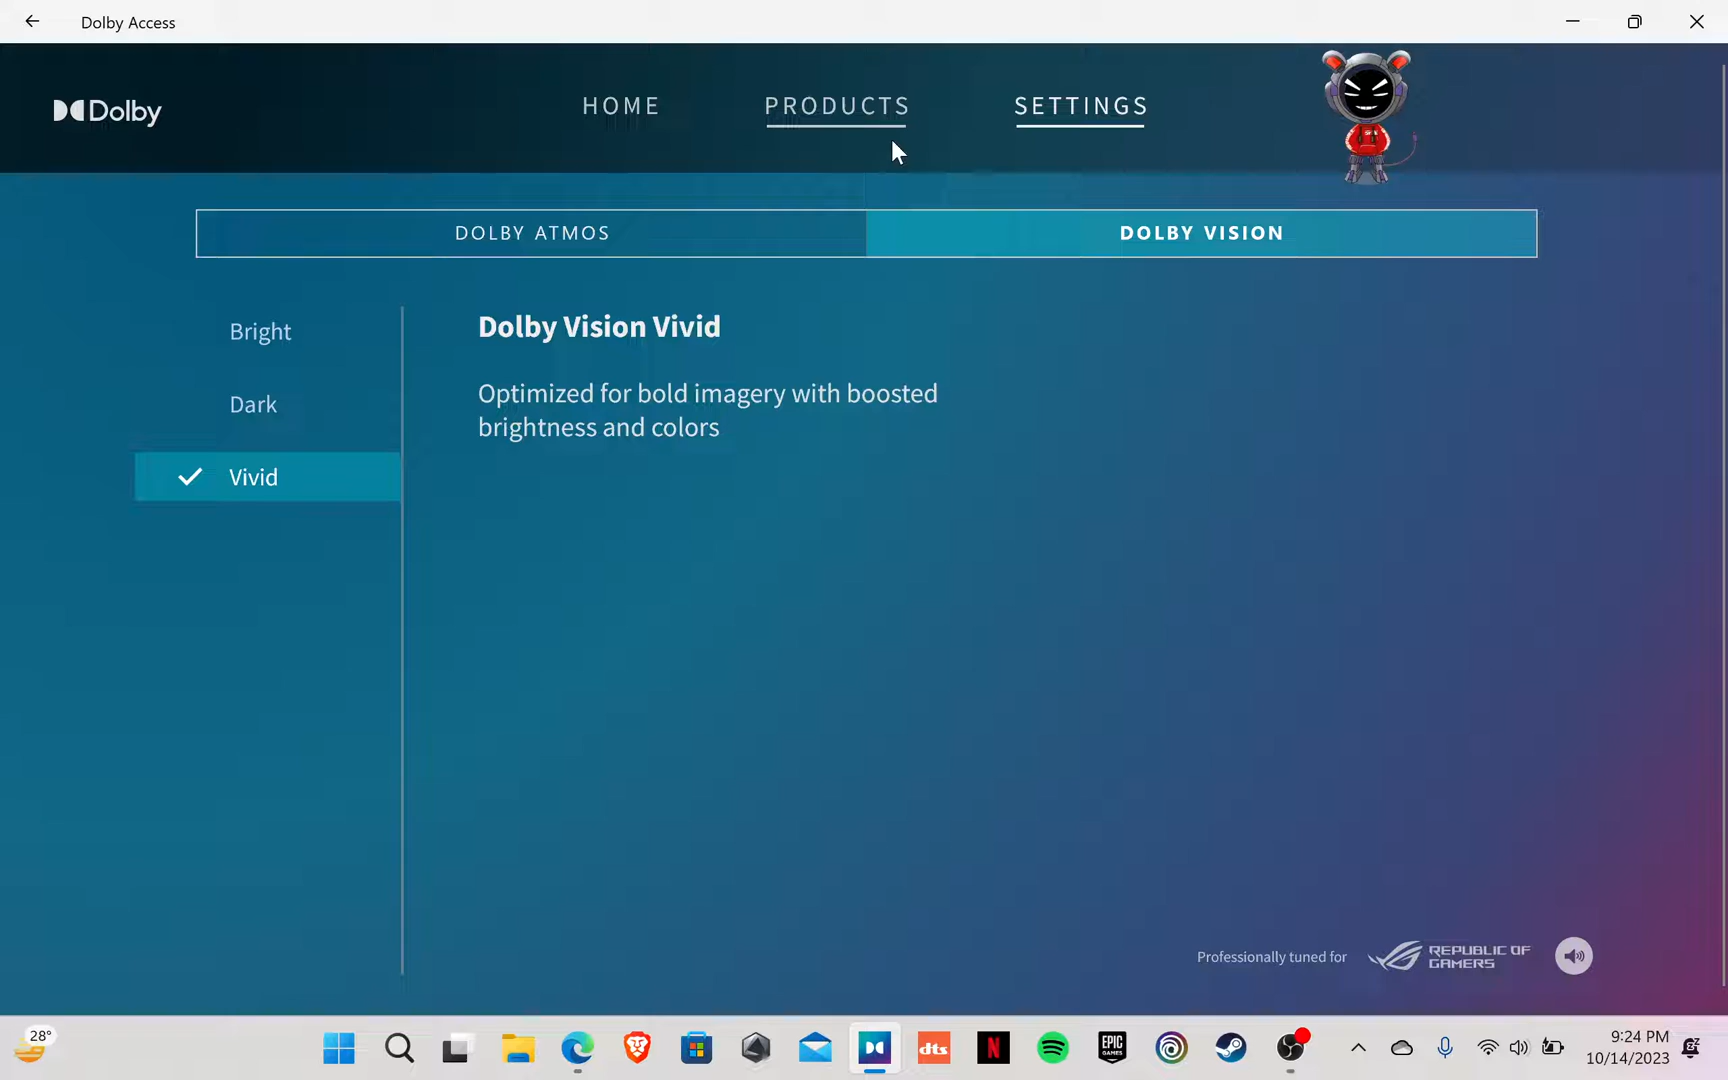 Dolby Access
Dolby
HOME
PRODUCTS
SETTINGS
DOLBY ATMOS
DOLBY VISION
Bright
Dark
Vivid
Dolby Vision Vivid
Optimized for bold imagery with boosted
brightness and colors
Professionally tuned for
REPUBLIC OF
GAMERS
28°
dts
N
EPIC
GAMES
9:24 PM
10/14/2023